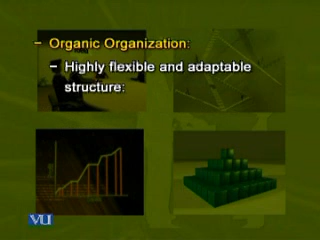 – Organic Organization:
– Highly flexible and adaptable
structure:
VU